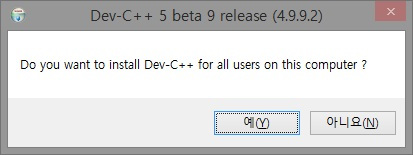 Dev-C++ 5 beta 9 release (4.9.9.2)
Do you want to install Dev-C++ for all users on this computer ?
예(Y)
아니요(N)